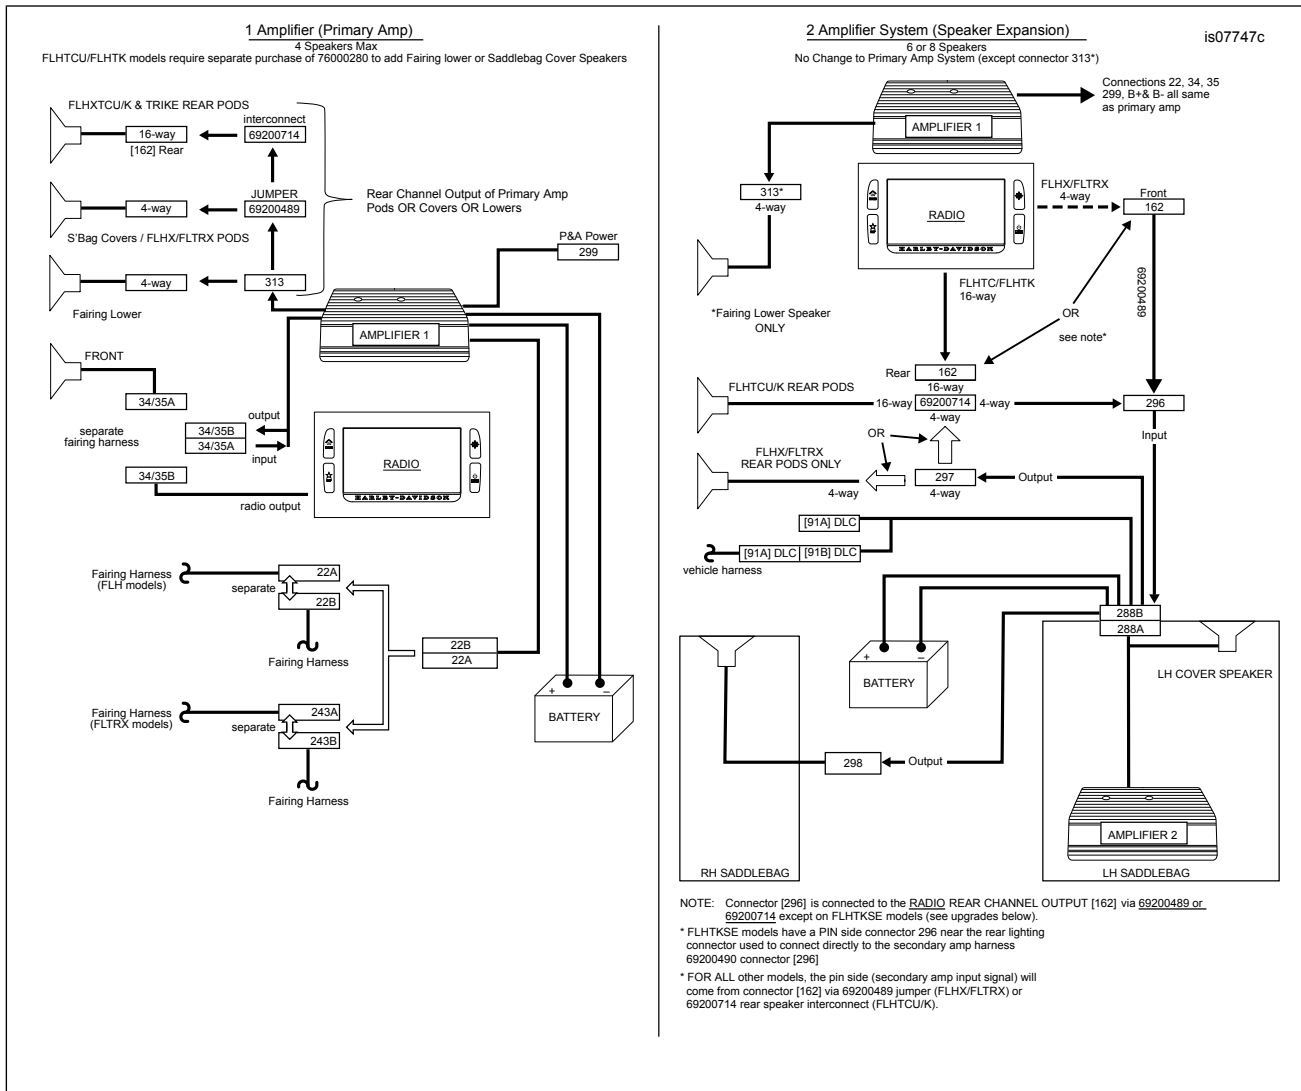 1 Amplifier (Primary Amp)
4 Speakers Max
FLHTCU/FLHTK models require separate purchase of 76000280 to add Fairing lower or Saddlebag Cover Speakers
FLHXTCU/K & TRIKE REAR PODS
interconnect
16-way
69200714
[162] Rear
JUMPER
4-way
69200489
Rear Channel Output of Primary Amp
Pods OR Covers OR Lowers
S'Bag Covers / FLHX/FLTRX PODS
P&A Power
299
4-way
313
Fairing Lower
AMPLIFIER 1
FRONT
34/35A
output
separate
fairing harness
34/35B
34/35A
input
34/35B
radio output
RADIO
HARLEY-DAVIDSON
Fairing Harness
(FLH models)
separate
22A
22B
Fairing Harness
22B
22A
Fairing Harness
(FLTRX models)
separate
243A
243B
Fairing Harness
+
–
BATTERY
2 Amplifier System (Speaker Expansion)
6 or 8 Speakers
No Change to Primary Amp System (except connector 313*)
is07747c
Connections 22, 34, 35
299, B+& B- all same
as primary amp
AMPLIFIER 1
313*
4-way
*Fairing Lower Speaker
ONLY
RADIO
HARLEY-DAVIDSON
FLHX/FLTRX
4-way
Front
162
FLHTC/FLHTK
16-way
69200489
OR
see note*
Rear
162
16-way
FLHTCU/K REAR PODS
16-way
69200714
4-way
4-way
296
Input
OR
FLHX/FLTRX
REAR PODS ONLY
4-way
297
4-way
Output
[91A] DLC
[91A] DLC
[91B] DLC
vehicle harness
288B
288A
+
–
BATTERY
LH COVER SPEAKER
298
Output
AMPLIFIER 2
RH SADDLEBAG
LH SADDLEBAG
NOTE: Connector [296] is connected to the RADIO REAR CHANNEL OUTPUT [162] via 69200489 or
69200714 except on FLHTKSE models (see upgrades below).
* FLHTKSE models have a PIN side connector 296 near the rear lighting
connector used to connect directly to the secondary amp harness
69200490 connector [296]
* FOR ALL other models, the pin side (secondary amp input signal) will
come from connector [162] via 69200489 jumper (FLHX/FLTRX) or
69200714 rear speaker interconnect (FLHTCU/K).